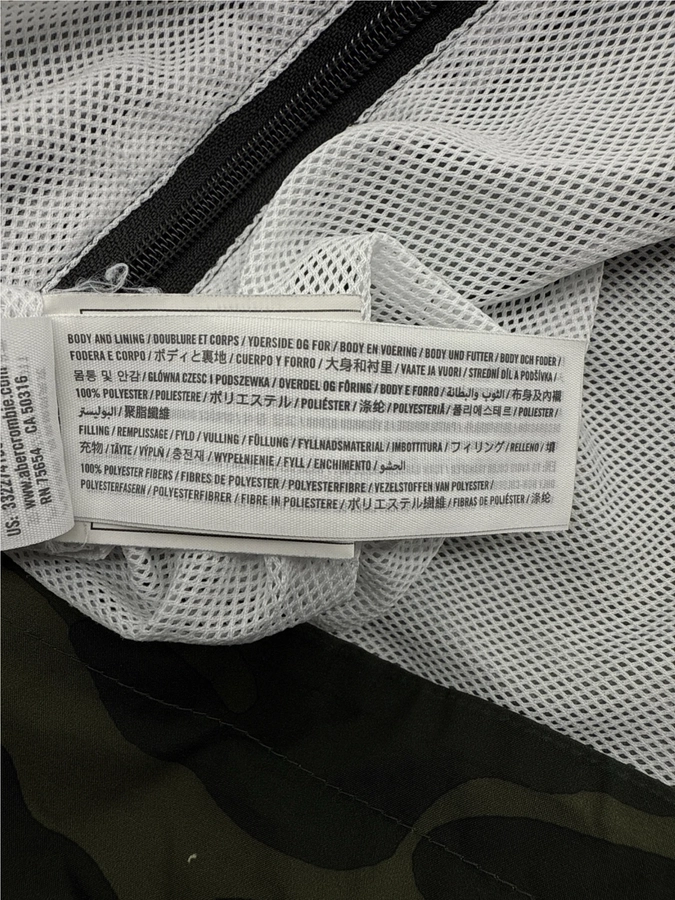 BODY AND LINING / DOUBLURE ET CORPS / YDERSIDE OG FOR / BODY EN VOERING / BODY UND FUTTER / BODY OCH FODER /
FODERA E CORPO / ボディと裏地 / CUERPO Y FORRO / 大身和衬里 / VAATE JA VUORI / STREDNÍ DÍL A PODŠÍVKA /
몸통 및 안감 / GŁÓWNA CZESC I PODSZEWKA / OVERDEL OG FÔRING / BODY E FORRO / الثوب والبطانة / 布身及內襯
100% POLYESTER / POLIESTERE / ポリエステル / POLIÉSTER / 涤纶 / POLYESTERIÄ / 폴리에스테르 / POLIESTER /
البوليستر / 聚脂纖維
FILLING / REMPLISSAGE / FYLD / VULLING / FÜLLUNG / FYLLNADSMATERIAL / IMBOTTITURA / フィリング / RELLENO / 填
充物 / TÄYTE / VÝPLŇ / 충전재 / WYPEŁNIENIE / FYLL / ENCHIMENTO / الحشو
100% POLYESTER FIBERS / FIBRES DE POLYESTER / POLYESTERFIBRE / VEZELSTOFFEN VAN POLYESTER /
POLYESTERFASERN / POLYESTERFIBRER / FIBRE IN POLIESTERE / ポリエステル繊維 / FIBRAS DE POLIÉSTER / 涤纶
US:
www.abercrombie.com
RN 75654 CA 50316